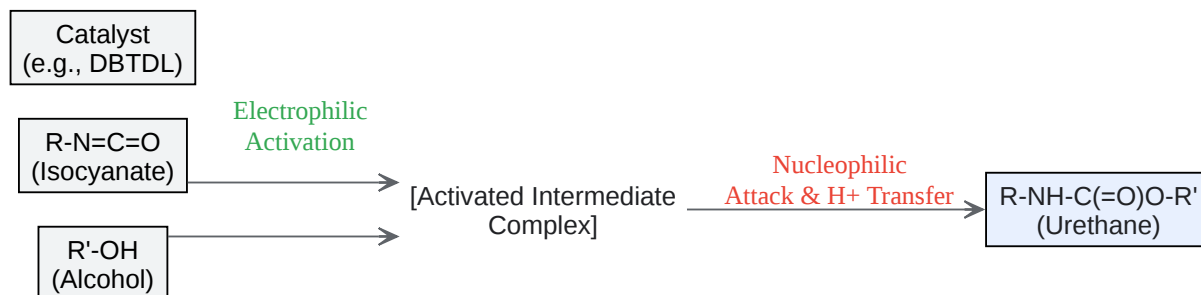 Catalyst
(e.g., DBTDL)
R-N=C=O
(Isocyanate)
R'-OH
(Alcohol)
Electrophilic
Activation
[Activated Intermediate
Complex]
Nucleophilic
Attack & H+ Transfer
R-NH-C(=O)O-R'
(Urethane)